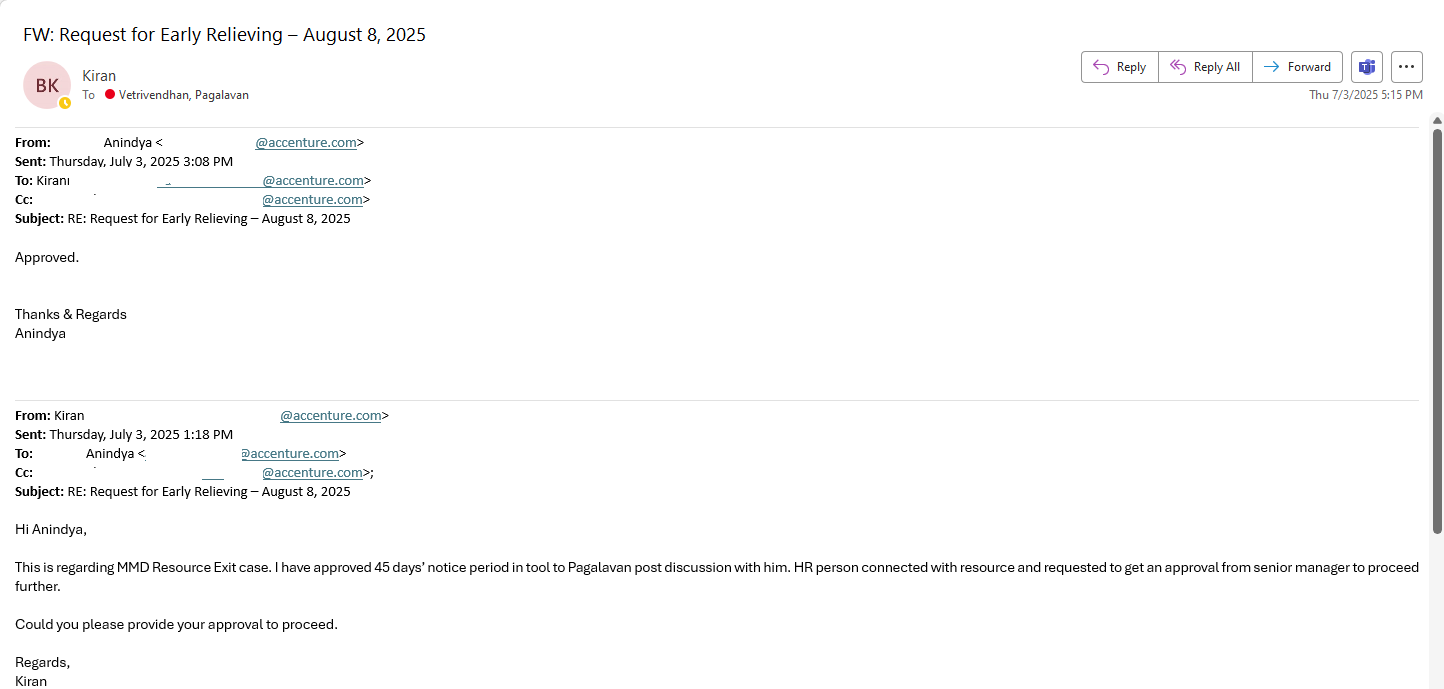 FW: Request for Early Relieving – August 8, 2025
BK
Kiran
To Vetrivendhan, Pagalavan
Reply
Reply All
Forward
Thu 7/3/2025 5:15 PM
From: Anindya < @accenture.com>
Sent: Thursday, July 3, 2025 3:08 PM
To: Kiran @accenture.com>
Cc: @accenture.com>
Subject: RE: Request for Early Relieving – August 8, 2025
Approved.
Thanks & Regards
Anindya
From: Kiran @accenture.com>
Sent: Thursday, July 3, 2025 1:18 PM
To: Anindya < @accenture.com>
Cc: @accenture.com>;
Subject: RE: Request for Early Relieving – August 8, 2025
Hi Anindya,
This is regarding MMD Resource Exit case. I have approved 45 days’ notice period in tool to Pagalavan post discussion with him. HR person connected with resource and requested to get an approval from senior manager to proceed
further.
Could you please provide your approval to proceed.
Regards,
Kiran